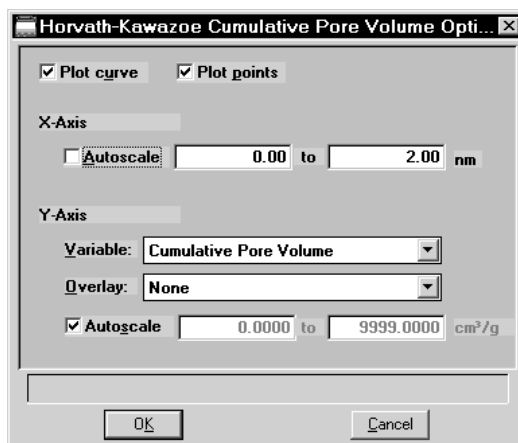 Horvath-Kawazoe Cumulative Pore Volume Opti...
Plot curve Plot points
X-Axis
Autoscale 0.00 to 2.00 nm
Y-Axis
Variable: Cumulative Pore Volume
Overlay: None
Autoscale 0.0000 to 9999.0000 cm³/g
OK Cancel